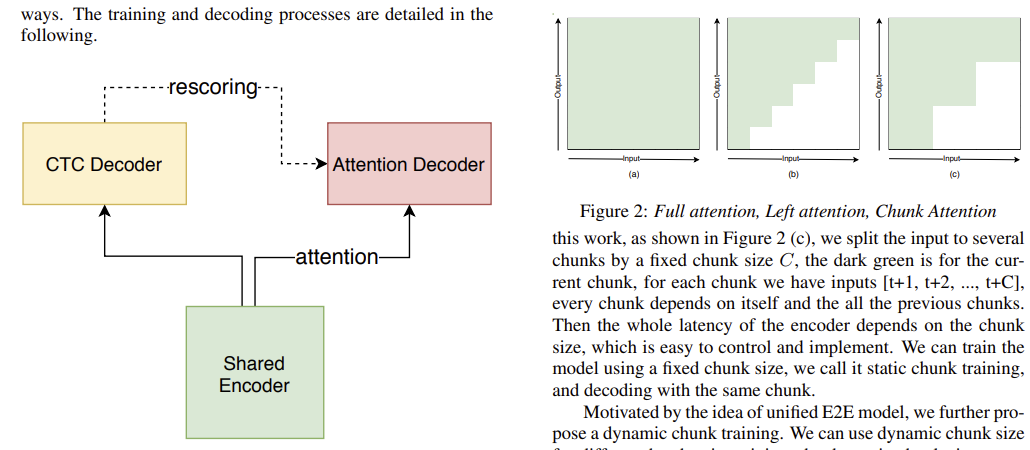 ways. The training and decoding processes are detailed in the
following.
rescoring
CTC Decoder
Attention Decoder
attention
Shared
Encoder
Output
Input
(a)
Output
Input
(b)
Output
Input
(c)
Figure 2: Full attention, Left attention, Chunk Attention
this work, as shown in Figure 2 (c), we split the input to several
chunks by a fixed chunk size C, the dark green is for the cur-
rent chunk, for each chunk we have inputs [t+1, t+2, ..., t+C],
every chunk depends on itself and the all the previous chunks.
Then the whole latency of the encoder depends on the chunk
size, which is easy to control and implement. We can train the
model using a fixed chunk size, we call it static chunk training,
and decoding with the same chunk.
Motivated by the idea of unified E2E model, we further pro-
pose a dynamic chunk training. We can use dynamic chunk size